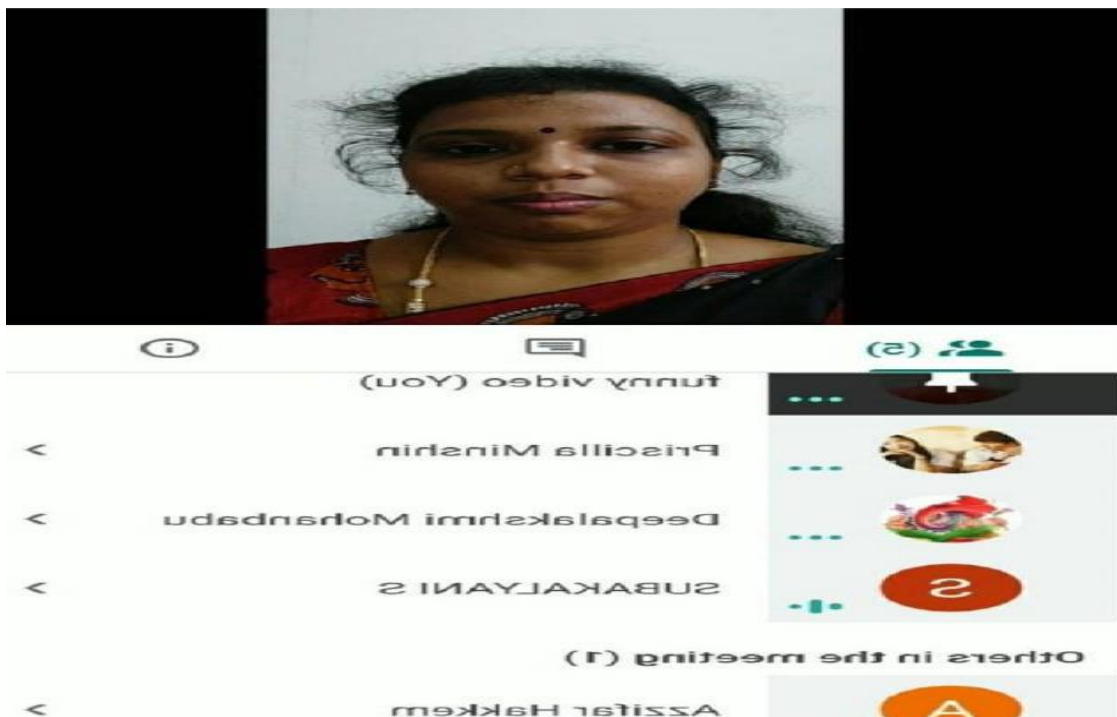 (5)
funny video (You)
Priscilla Minshin
Deepalakshmi Mohanbabu
SUBAKALYANI S
S
Others in the meeting (1)
Azzifar Hakkem
A